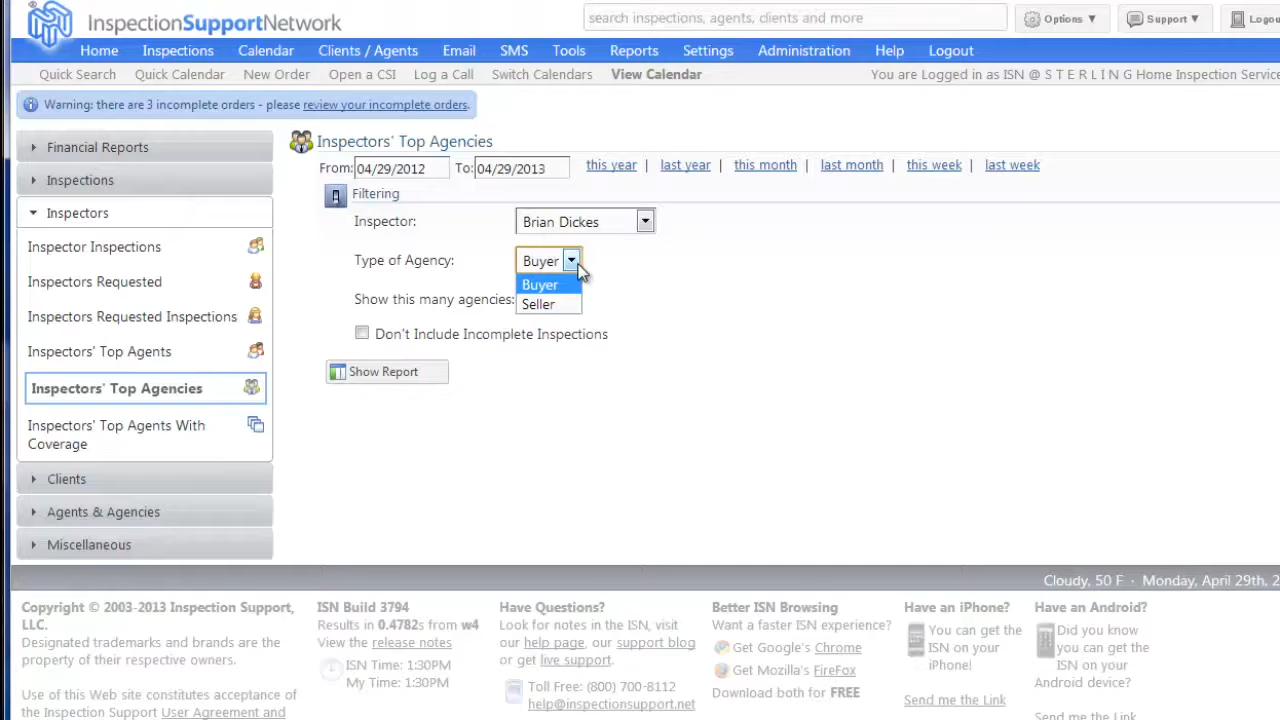 InspectionSupportNetwork
search inspections, agents, clients and more
Options ▼
Support ▼
Home Inspections Calendar Clients / Agents Email SMS Tools Reports Settings Administration Help Logout
Quick Search Quick Calendar New Order Open a CSI Log a Call Switch Calendars View Calendar
You are Logged in as ISN @ S T E R L I N G Home Inspection
Warning: there are 3 incomplete orders - please review your incomplete orders.
Financial Reports
Inspections
Inspectors
Inspector Inspections
Inspectors Requested
Inspectors Requested Inspections
Inspectors' Top Agents
Inspectors' Top Agencies
Inspectors' Top Agents With
Coverage
Clients
Agents & Agencies
Miscellaneous
Inspectors' Top Agencies
From: 04/29/2012 To: 04/29/2013 this year | last year | this month | last month | this week | last week
Filtering
Inspector: Brian Dickes
Type of Agency: Buyer
Buyer
Seller
Show this many agencies:
Don't Include Incomplete Inspections
Show Report
Cloudy, 50 F · Monday, April 29th, 2
Copyright © 2003-2013 Inspection Support,
LLC.
Designated trademarks and brands are the
property of their respective owners.
Use of this Web site constitutes acceptance of
the Inspection Support User Agreement and
ISN Build 3794
Results in 0.4782s from w4
View the release notes
ISN Time: 1:30PM
My Time: 1:30PM
Have Questions?
Look for notes in the ISN, visit
our help page, our support blog
or get live support.
Toll Free: (800) 700-8112
help@inspectionsupport.net
Better ISN Browsing
Want a faster ISN experience?
Get Google's Chrome
Get Mozilla's FireFox
Download both for FREE
Have an iPhone?
You can get the
ISN on your
iPhone!
Send me the Link
Have an Android?
Did you know
you can get the
ISN on your
Android device?
Send me the Link